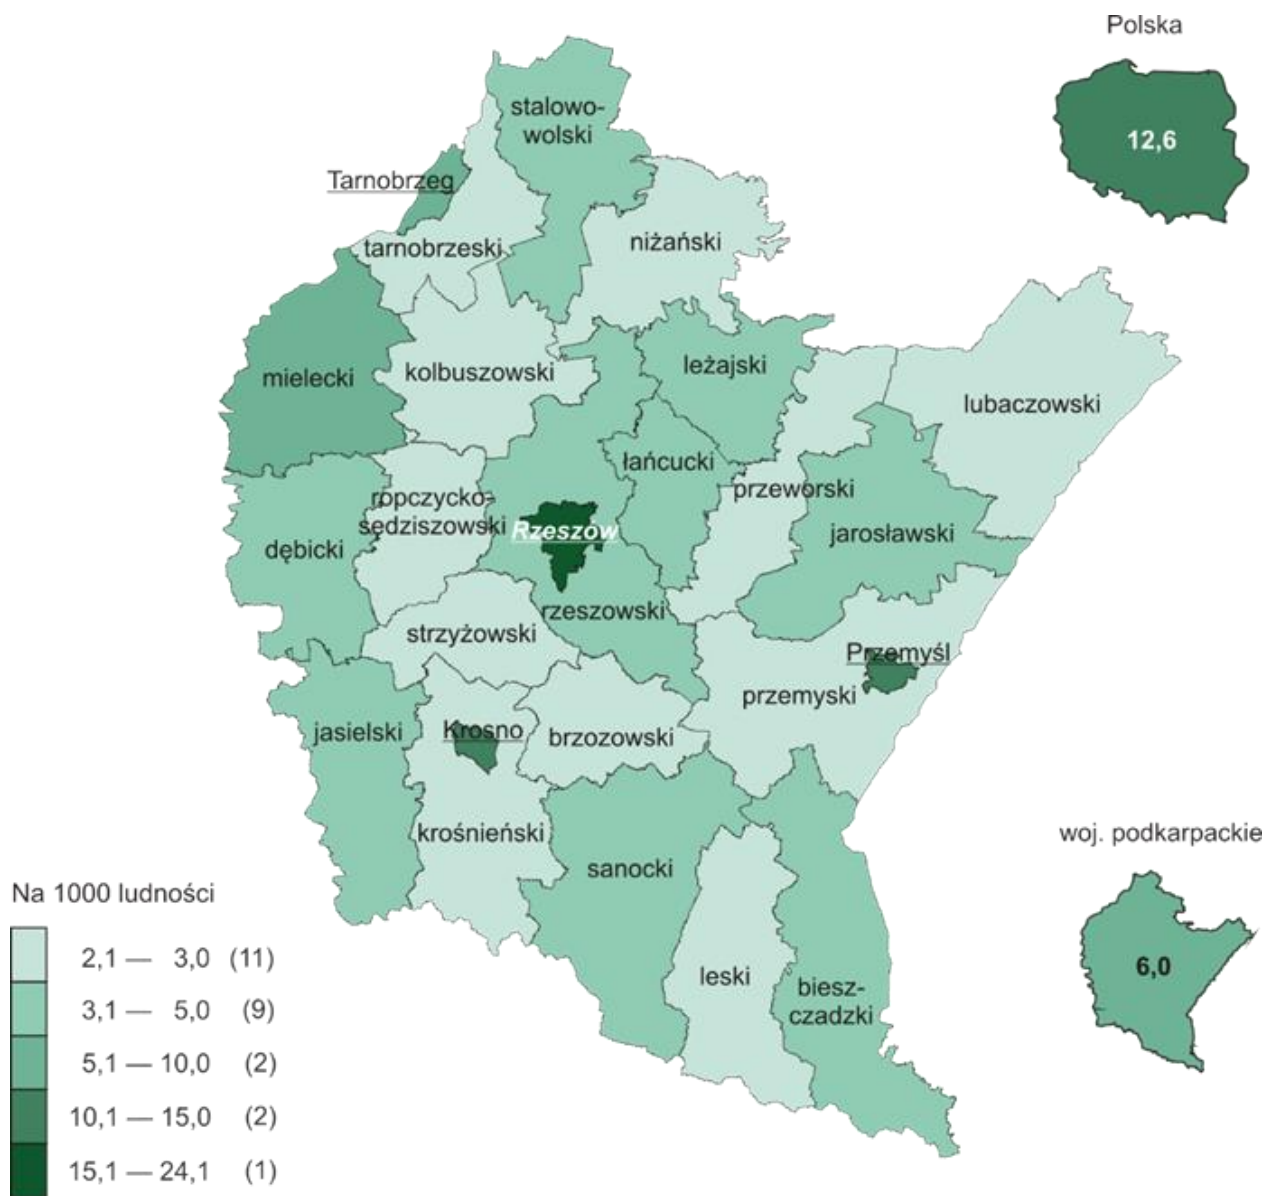 Polska
12,6
stalowo-
wolski
Tarnobrzeg
tarnobrzeski
niżański
mielecki
kolbuszowski
leżajski
lubaczowski
łańcucki
przeworski
ropczycko-
sędziszowski
Rzeszów
jarosławski
dębicki
rzeszowski
strzyżowski
Przemyśl
przemyski
jasielski
Krosno
brzozowski
krośnieński
sanocki
leski
biesz-
czadzki
woj. podkarpackie
6,0
Na 1000 ludności
2,1 — 3,0 (11)
3,1 — 5,0 (9)
5,1 — 10,0 (2)
10,1 — 15,0 (2)
15,1 — 24,1 (1)